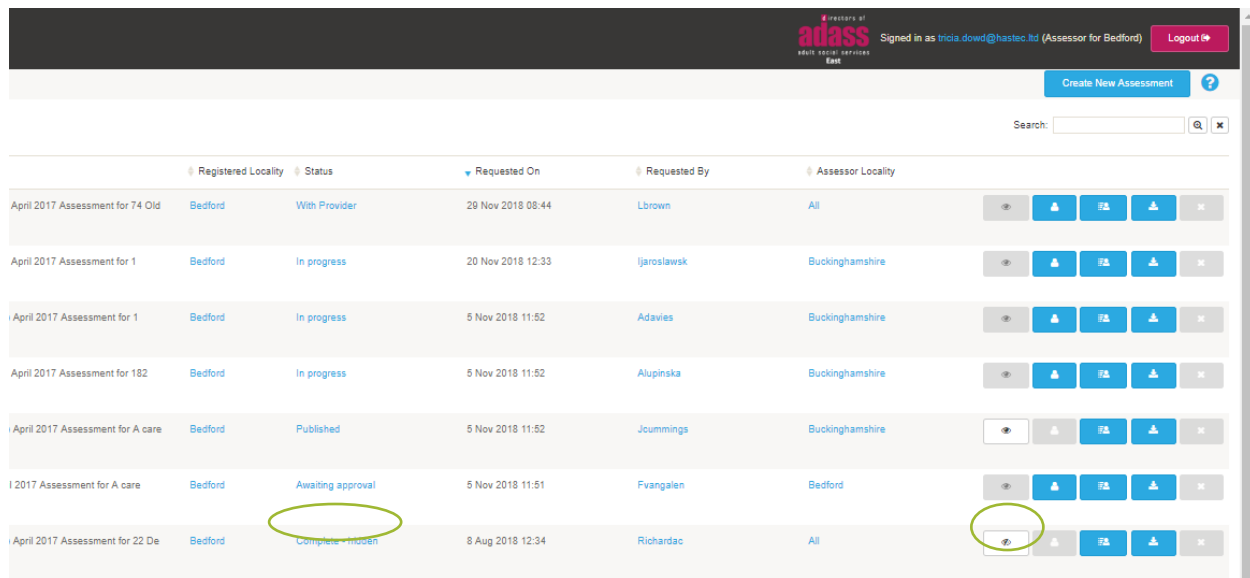 directors of
adass
adult social services
East
Signed in as tricia.dowd@hastec.ltd (Assessor for Bedford) Logout
Create New Assessment ?
Search:
Registered Locality Status Requested On Requested By Assessor Locality
April 2017 Assessment for 74 Old Bedford With Provider 29 Nov 2018 08:44 Lbrown All
April 2017 Assessment for 1 Bedford In progress 20 Nov 2018 12:33 Ijaroslawsk Buckinghamshire
April 2017 Assessment for 1 Bedford In progress 5 Nov 2018 11:52 Adavies Buckinghamshire
April 2017 Assessment for 182 Bedford In progress 5 Nov 2018 11:52 Alupinska Buckinghamshire
April 2017 Assessment for A care Bedford Published 5 Nov 2018 11:52 Jcummings Buckinghamshire
2017 Assessment for A care Bedford Awaiting approval 5 Nov 2018 11:51 Fvangalen Bedford
April 2017 Assessment for 22 De Bedford Complete - hidden 8 Aug 2018 12:34 Richardac All